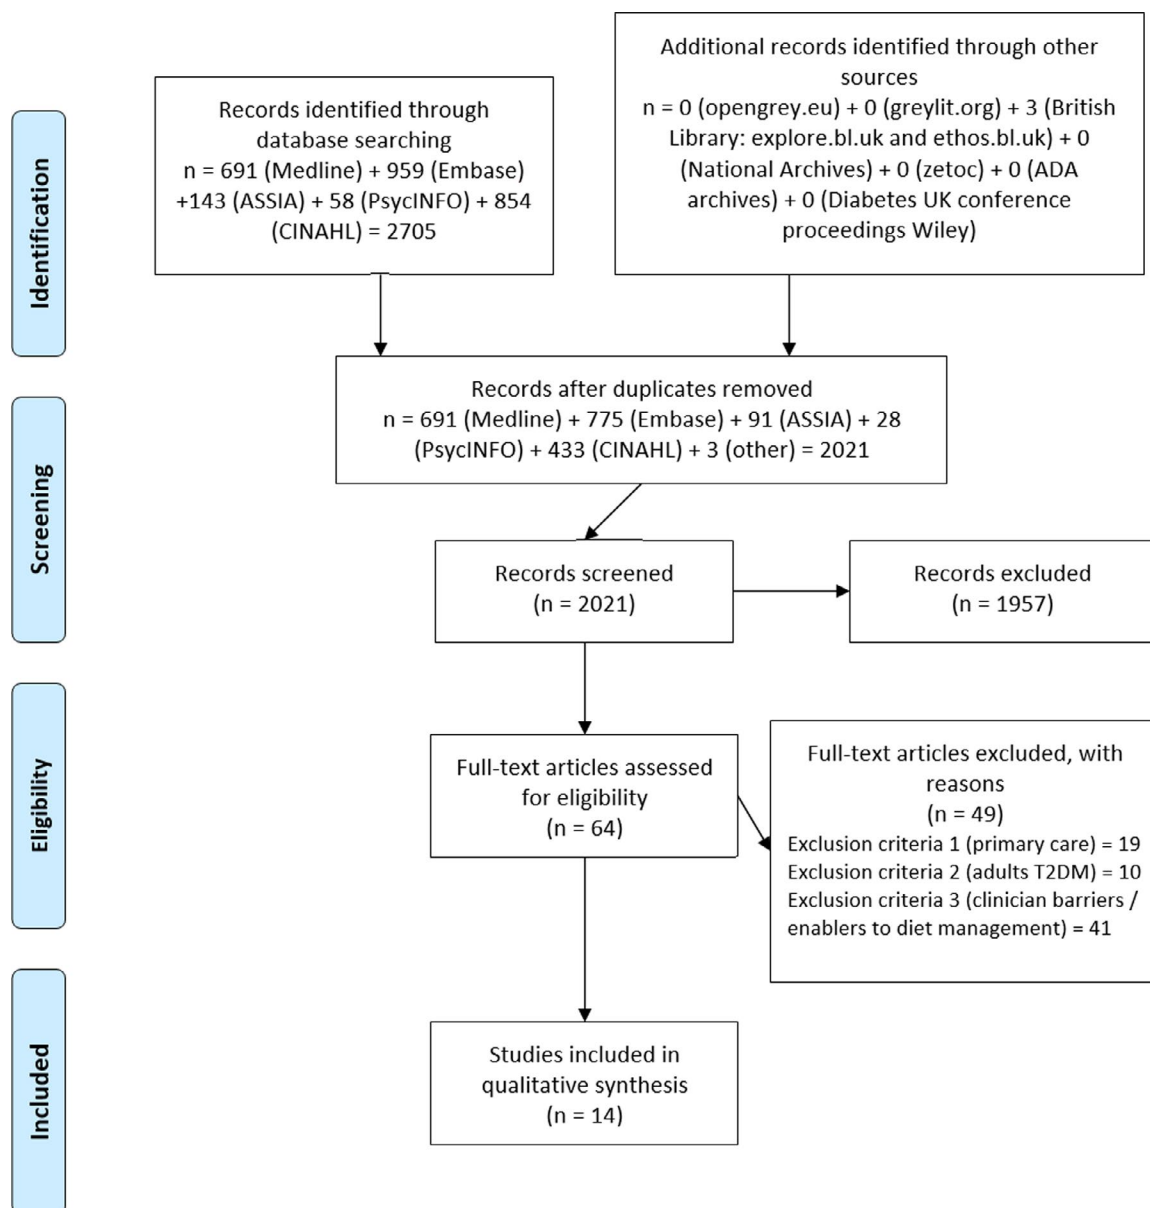 Identification
Records identified through
database searching
n = 691 (Medline) + 959 (Embase)
+143 (ASSIA) + 58 (PsycINFO) + 854
(CINAHL) = 2705
Additional records identified through other
sources
n = 0 (opengrey.eu) + 0 (greylit.org) + 3 (British
Library: explore.bl.uk and ethos.bl.uk) + 0
(National Archives) + 0 (zetoc) + 0 (ADA
archives) + 0 (Diabetes UK conference
proceedings Wiley)
Screening
Records after duplicates removed
n = 691 (Medline) + 775 (Embase) + 91 (ASSIA) + 28
(PsycINFO) + 433 (CINAHL) + 3 (other) = 2021
Records screened
(n = 2021)
Records excluded
(n = 1957)
Eligibility
Full-text articles assessed
for eligibility
(n = 64)
Full-text articles excluded, with
reasons
(n = 49)
Exclusion criteria 1 (primary care) = 19
Exclusion criteria 2 (adults T2DM) = 10
Exclusion criteria 3 (clinician barriers /
enablers to diet management) = 41
Included
Studies included in
qualitative synthesis
(n = 14)